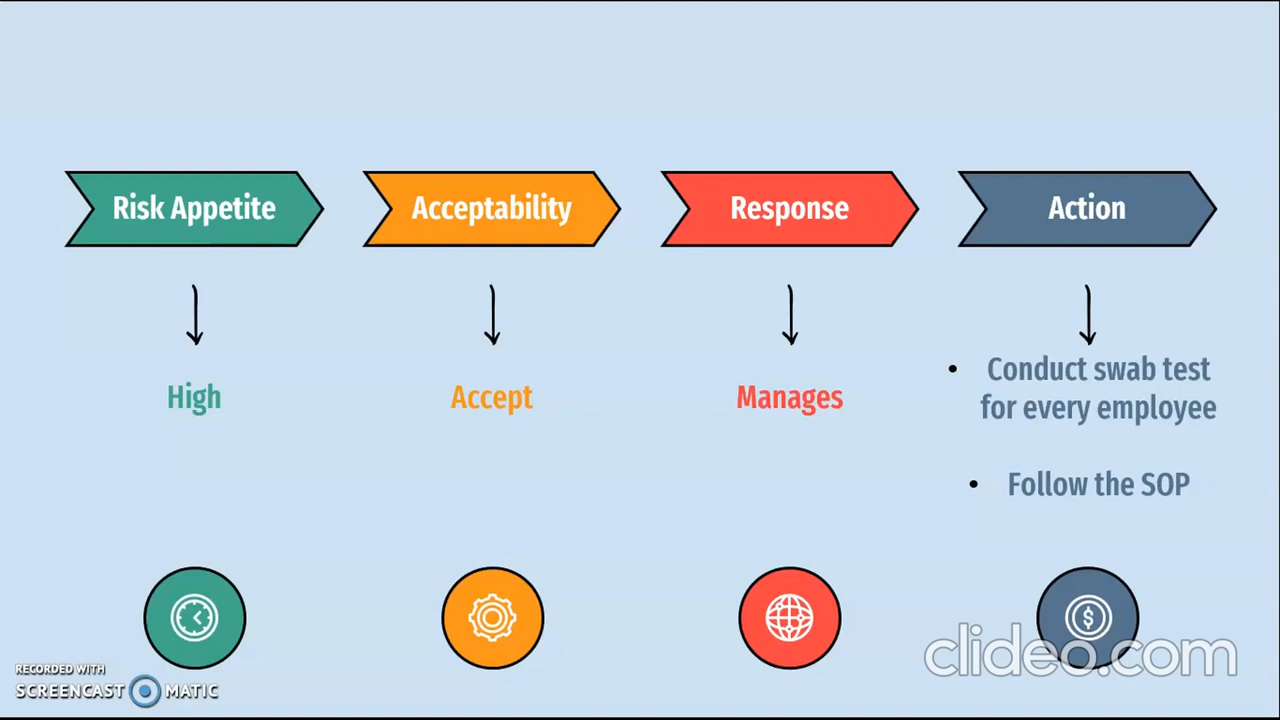 Risk Appetite
Acceptability
Response
Action
High
Accept
Manages
• Conduct swab test
for every employee
• Follow the SOP
$
RECORDED WITH
SCREENCAST MATIC
clideo.com